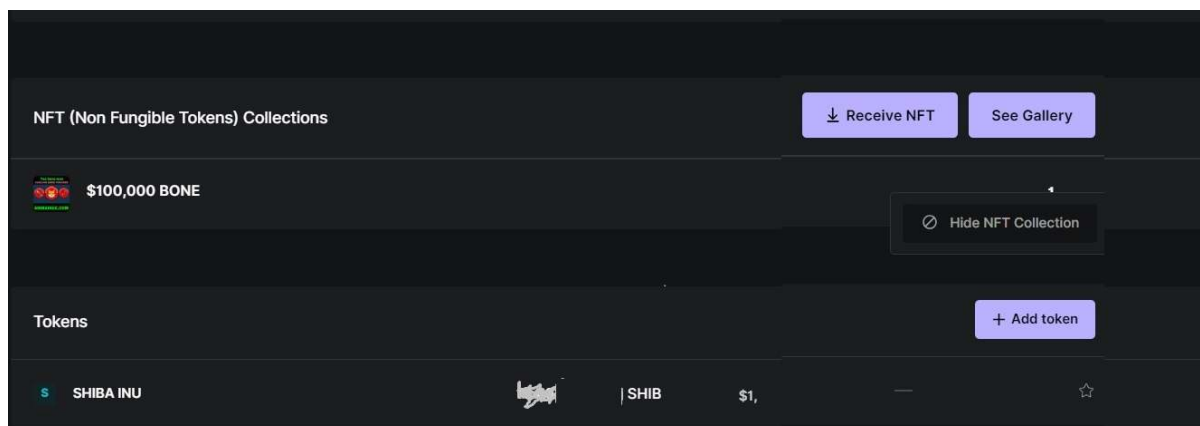 NFT (Non Fungible Tokens) Collections
Receive NFT
See Gallery
$100,000 BONE
1
Hide NFT Collection
Tokens
+ Add token
S SHIBA INU | SHIB $1, —